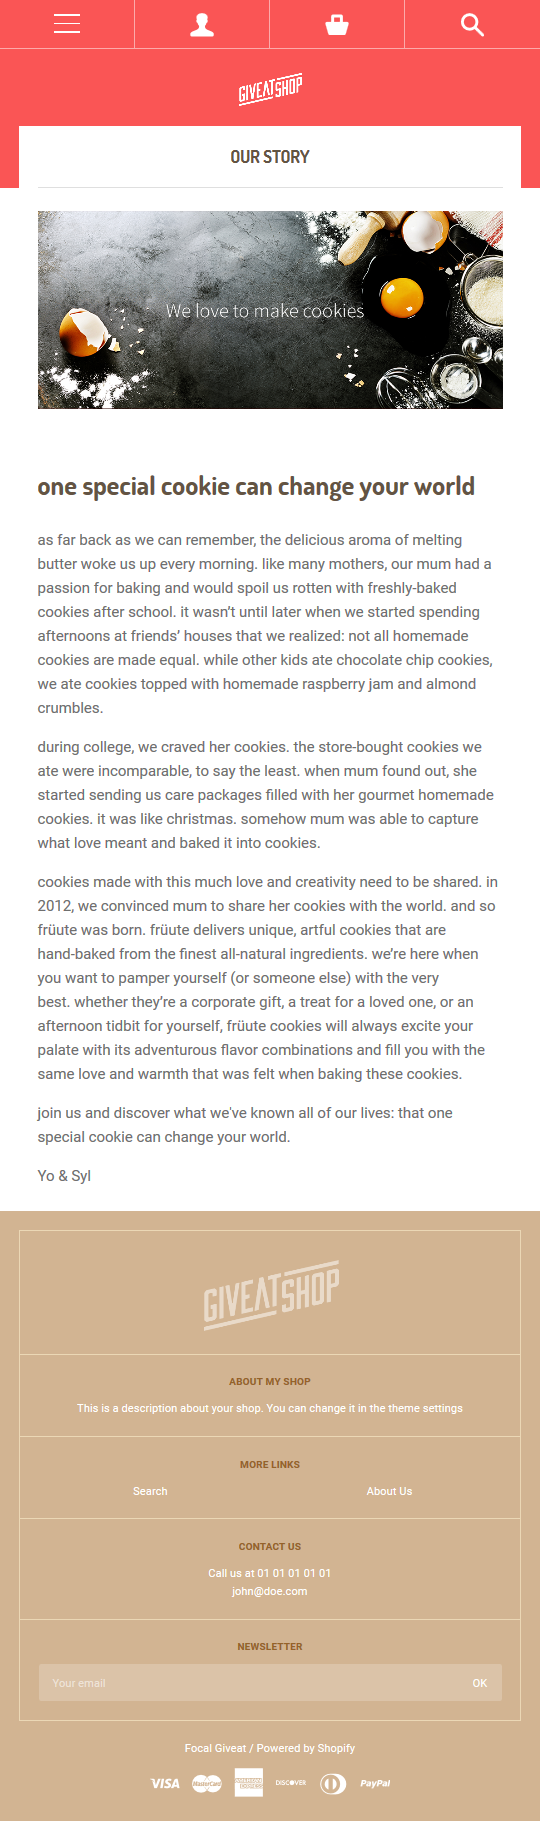 GIVEATSHOP
OUR STORY
We love to make cookies
one special cookie can change your world
as far back as we can remember, the delicious aroma of melting
butter woke us up every morning. like many mothers, our mum had a
passion for baking and would spoil us rotten with freshly-baked
cookies after school. it wasn’t until later when we started spending
afternoons at friends’ houses that we realized: not all homemade
cookies are made equal. while other kids ate chocolate chip cookies,
we ate cookies topped with homemade raspberry jam and almond
crumbles.
during college, we craved her cookies. the store-bought cookies we
ate were incomparable, to say the least. when mum found out, she
started sending us care packages filled with her gourmet homemade
cookies. it was like christmas. somehow mum was able to capture
what love meant and baked it into cookies.
cookies made with this much love and creativity need to be shared. in
2012, we convinced mum to share her cookies with the world. and so
früute was born. früute delivers unique, artful cookies that are
hand-baked from the finest all-natural ingredients. we’re here when
you want to pamper yourself (or someone else) with the very
best. whether they’re a corporate gift, a treat for a loved one, or an
afternoon tidbit for yourself, früute cookies will always excite your
palate with its adventurous flavor combinations and fill you with the
same love and warmth that was felt when baking these cookies.
join us and discover what we've known all of our lives: that one
special cookie can change your world.
Yo & Syl
GIVEATSHOP
ABOUT MY SHOP
This is a description about your shop. You can change it in the theme settings
MORE LINKS
Search About Us
CONTACT US
Call us at 01 01 01 01 01
john@doe.com
NEWSLETTER
Your email OK
Focal Giveat / Powered by Shopify
VISA MasterCard AMERICAN EXPRESS DISCOVER PayPal